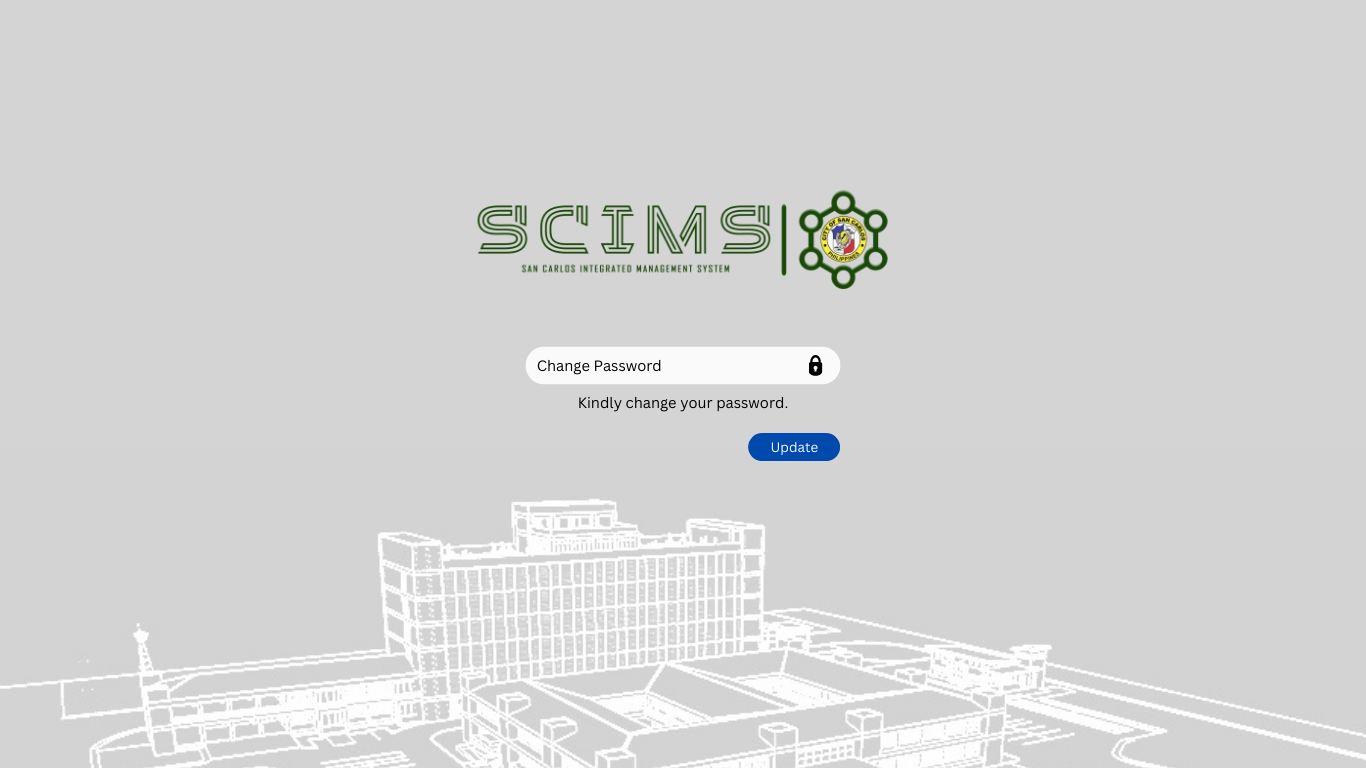 SCIMS
SAN CARLOS INTEGRATED MANAGEMENT SYSTEM
CITY OF SAN CARLOS
PHILIPPINES
Change Password
Kindly change your password.
Update